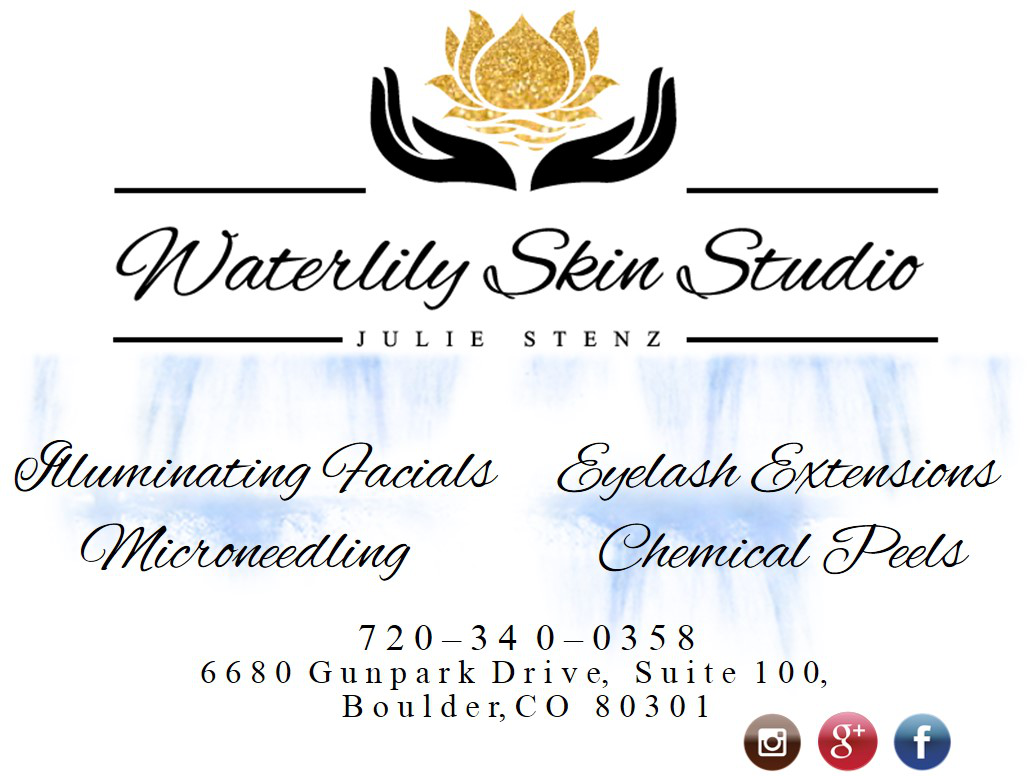 Waterlily Skin Studio
JULIE STENZ
Illuminating Facials
Eyelash Extensions
Microneedling
Chemical Peels
720-340-0358
6680 Gunpark Drive, Suite 100,
Boulder, CO 80301
g+ f